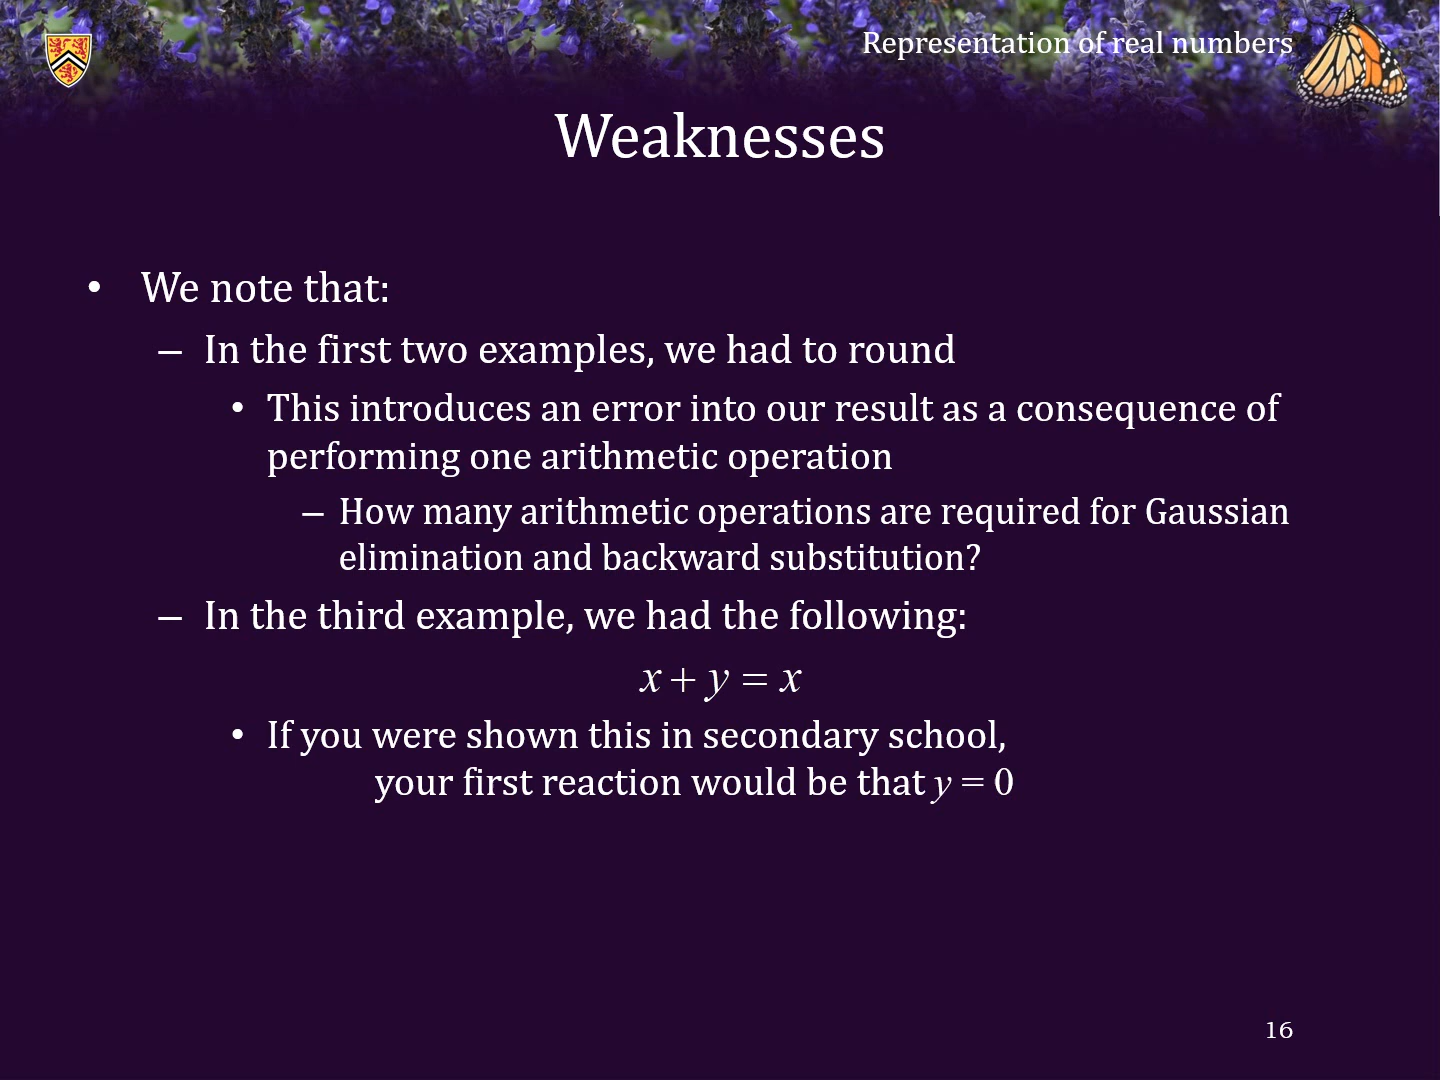 Representation of real numbers
Weaknesses
• We note that:
– In the first two examples, we had to round
• This introduces an error into our result as a consequence of
performing one arithmetic operation
– How many arithmetic operations are required for Gaussian
elimination and backward substitution?
– In the third example, we had the following:
x + y = x
• If you were shown this in secondary school,
your first reaction would be that y = 0
16